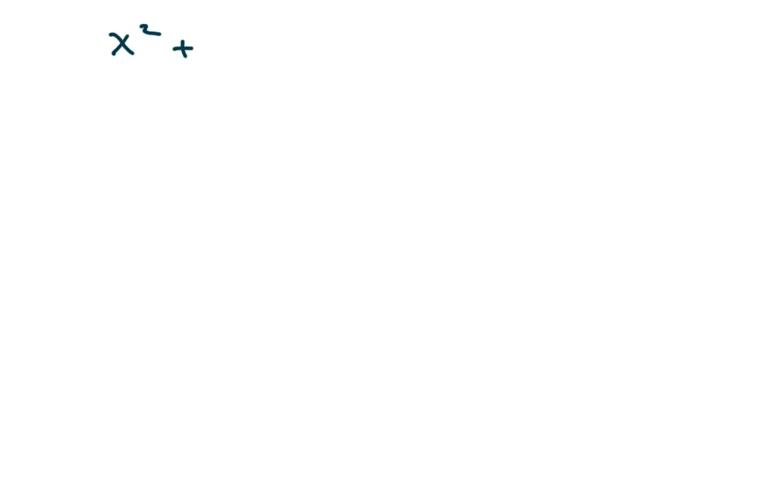 x² +